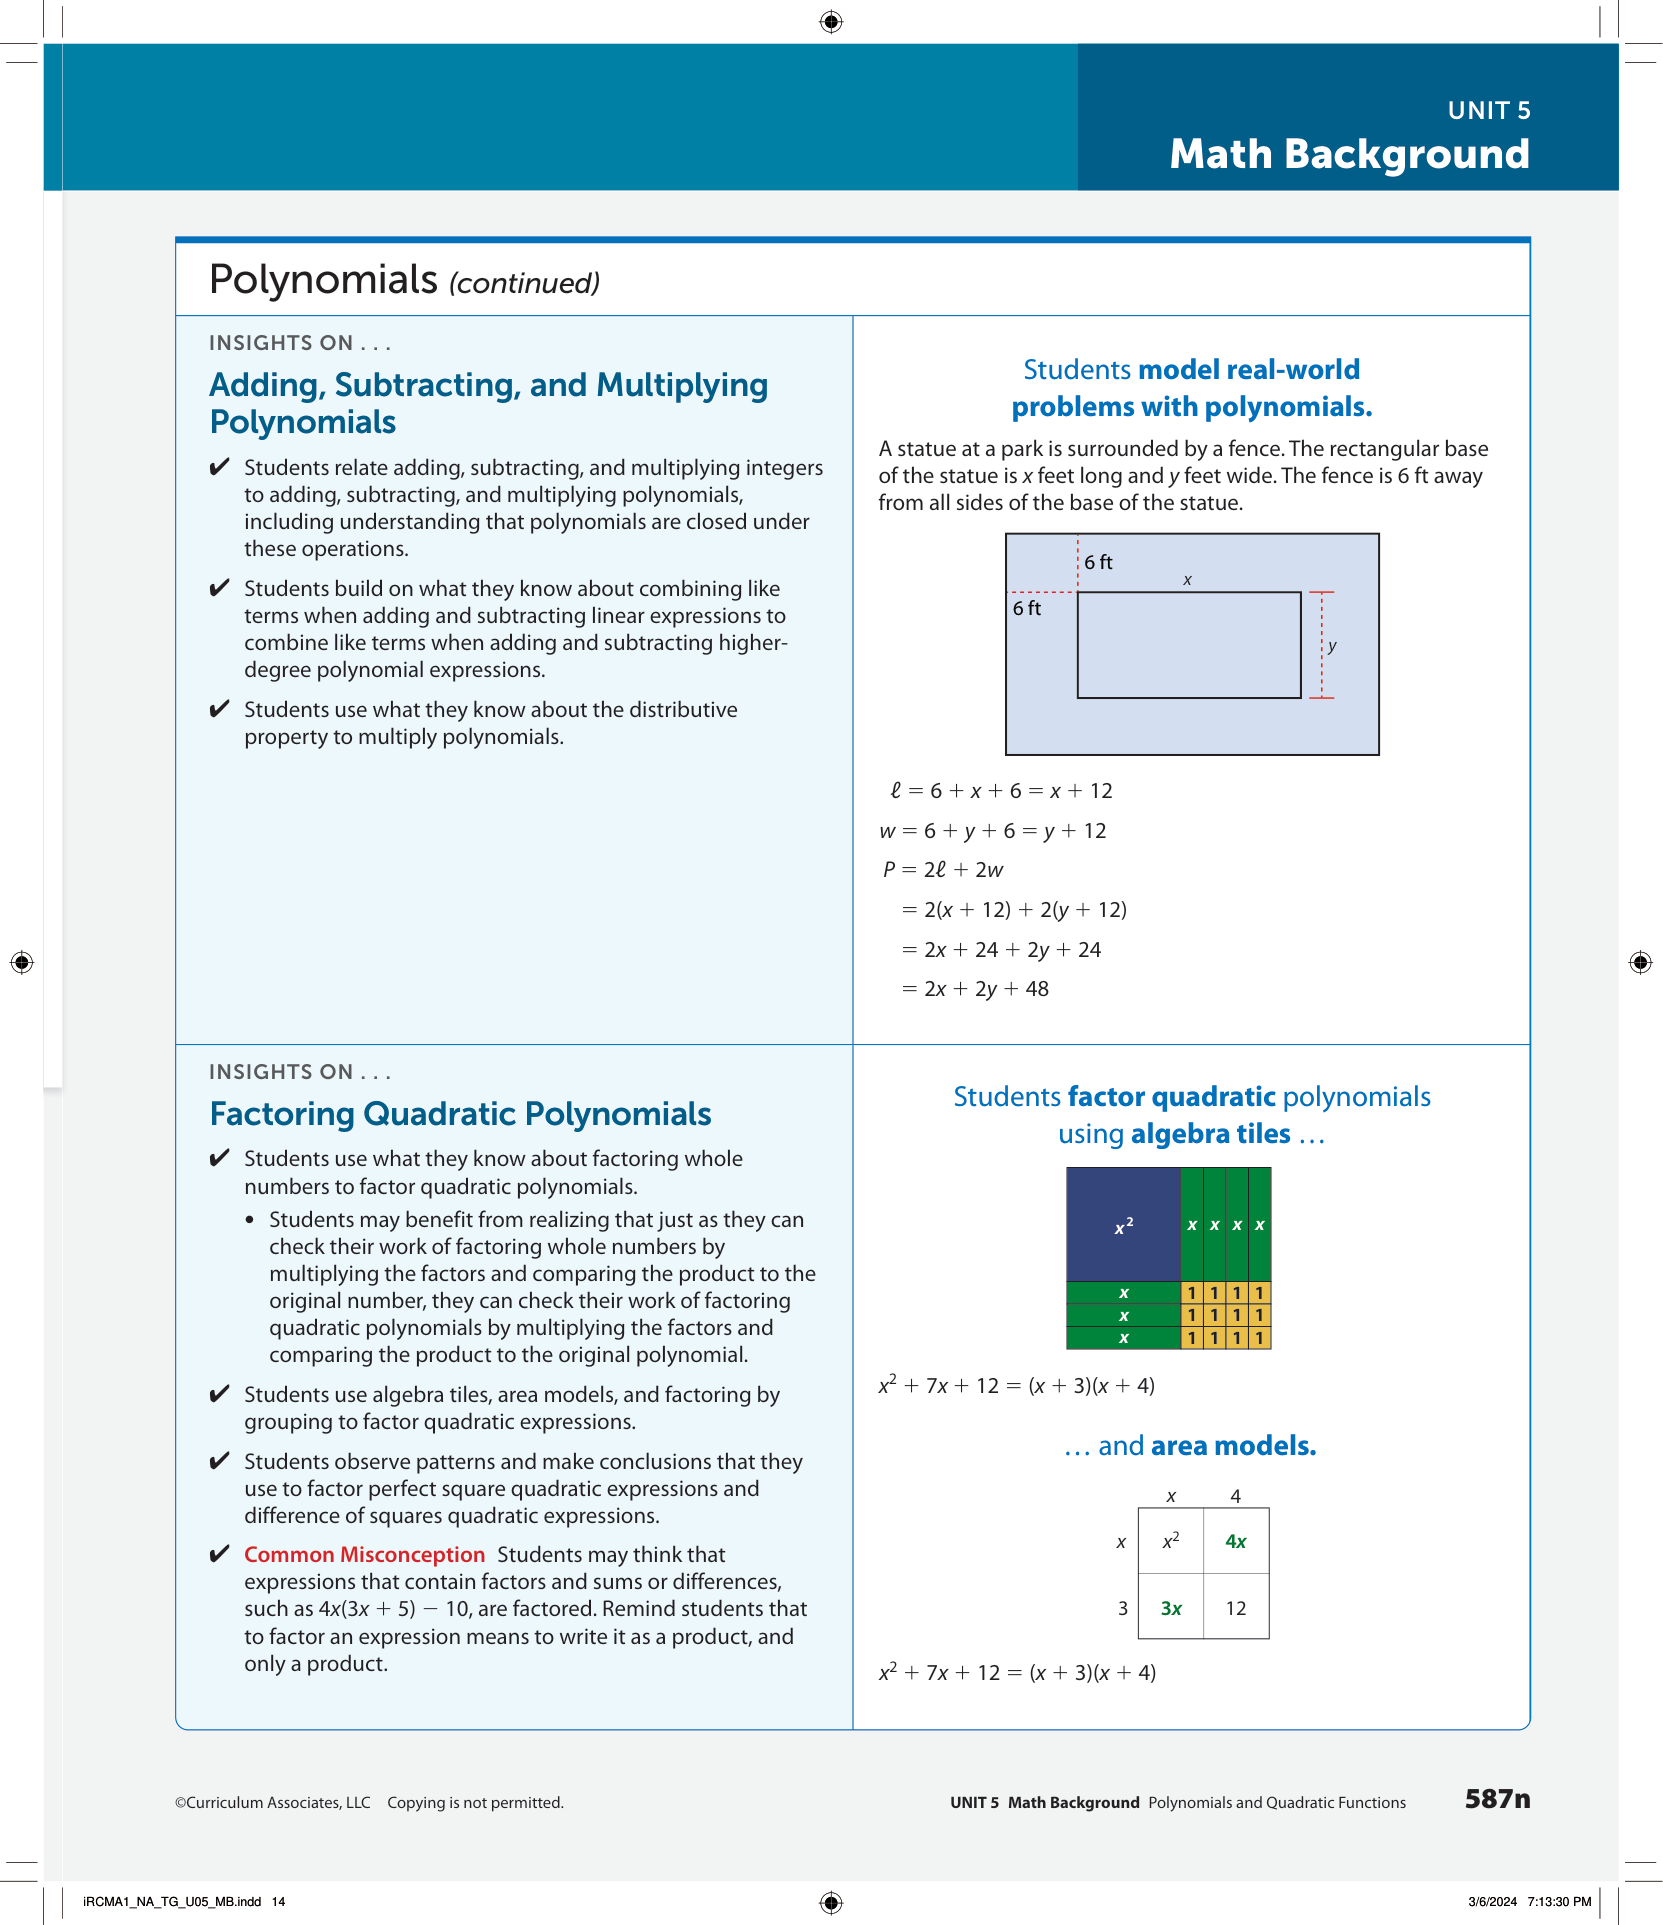 UNIT 5
Math Background
Polynomials (continued)
INSIGHTS ON . . .
Adding, Subtracting, and Multiplying
Polynomials
✔ Students relate adding, subtracting, and multiplying integers
to adding, subtracting, and multiplying polynomials,
including understanding that polynomials are closed under
these operations.
✔ Students build on what they know about combining like
terms when adding and subtracting linear expressions to
combine like terms when adding and subtracting higher-
degree polynomial expressions.
✔ Students use what they know about the distributive
property to multiply polynomials.
Students model real-world
problems with polynomials.
A statue at a park is surrounded by a fence. The rectangular base
of the statue is x feet long and y feet wide. The fence is 6 ft away
from all sides of the base of the statue.
6 ft
x
6 ft
y
ℓ = 6 + x + 6 = x + 12
w = 6 + y + 6 = y + 12
P = 2ℓ + 2w
= 2(x + 12) + 2(y + 12)
= 2x + 24 + 2y + 24
= 2x + 2y + 48
INSIGHTS ON . . .
Factoring Quadratic Polynomials
✔ Students use what they know about factoring whole
numbers to factor quadratic polynomials.
• Students may benefit from realizing that just as they can
check their work of factoring whole numbers by
multiplying the factors and comparing the product to the
original number, they can check their work of factoring
quadratic polynomials by multiplying the factors and
comparing the product to the original polynomial.
✔ Students use algebra tiles, area models, and factoring by
grouping to factor quadratic expressions.
✔ Students observe patterns and make conclusions that they
use to factor perfect square quadratic expressions and
difference of squares quadratic expressions.
✔ Common Misconception Students may think that
expressions that contain factors and sums or differences,
such as 4x(3x + 5) − 10, are factored. Remind students that
to factor an expression means to write it as a product, and
only a product.
Students factor quadratic polynomials
using algebra tiles …
x² x x x x
x 1 1 1 1
x 1 1 1 1
x 1 1 1 1
x² + 7x + 12 = (x + 3)(x + 4)
… and area models.
x 4
x x² 4x
3 3x 12
x² + 7x + 12 = (x + 3)(x + 4)
©Curriculum Associates, LLC Copying is not permitted.
UNIT 5 Math Background Polynomials and Quadratic Functions 587n
iRCMA1_NA_TG_U05_MB.indd 14
3/6/2024 7:13:30 PM